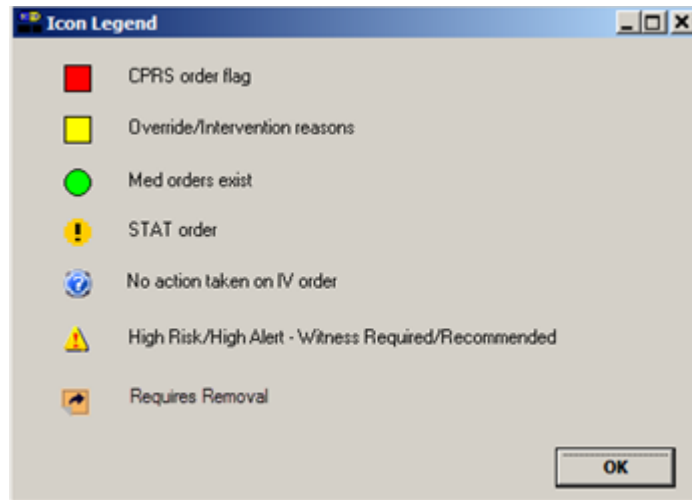 Icon Legend
CPRS order flag
Override/Intervention reasons
Med orders exist
STAT order
No action taken on IV order
High Risk/High Alert - Witness Required/Recommended
Requires Removal
OK